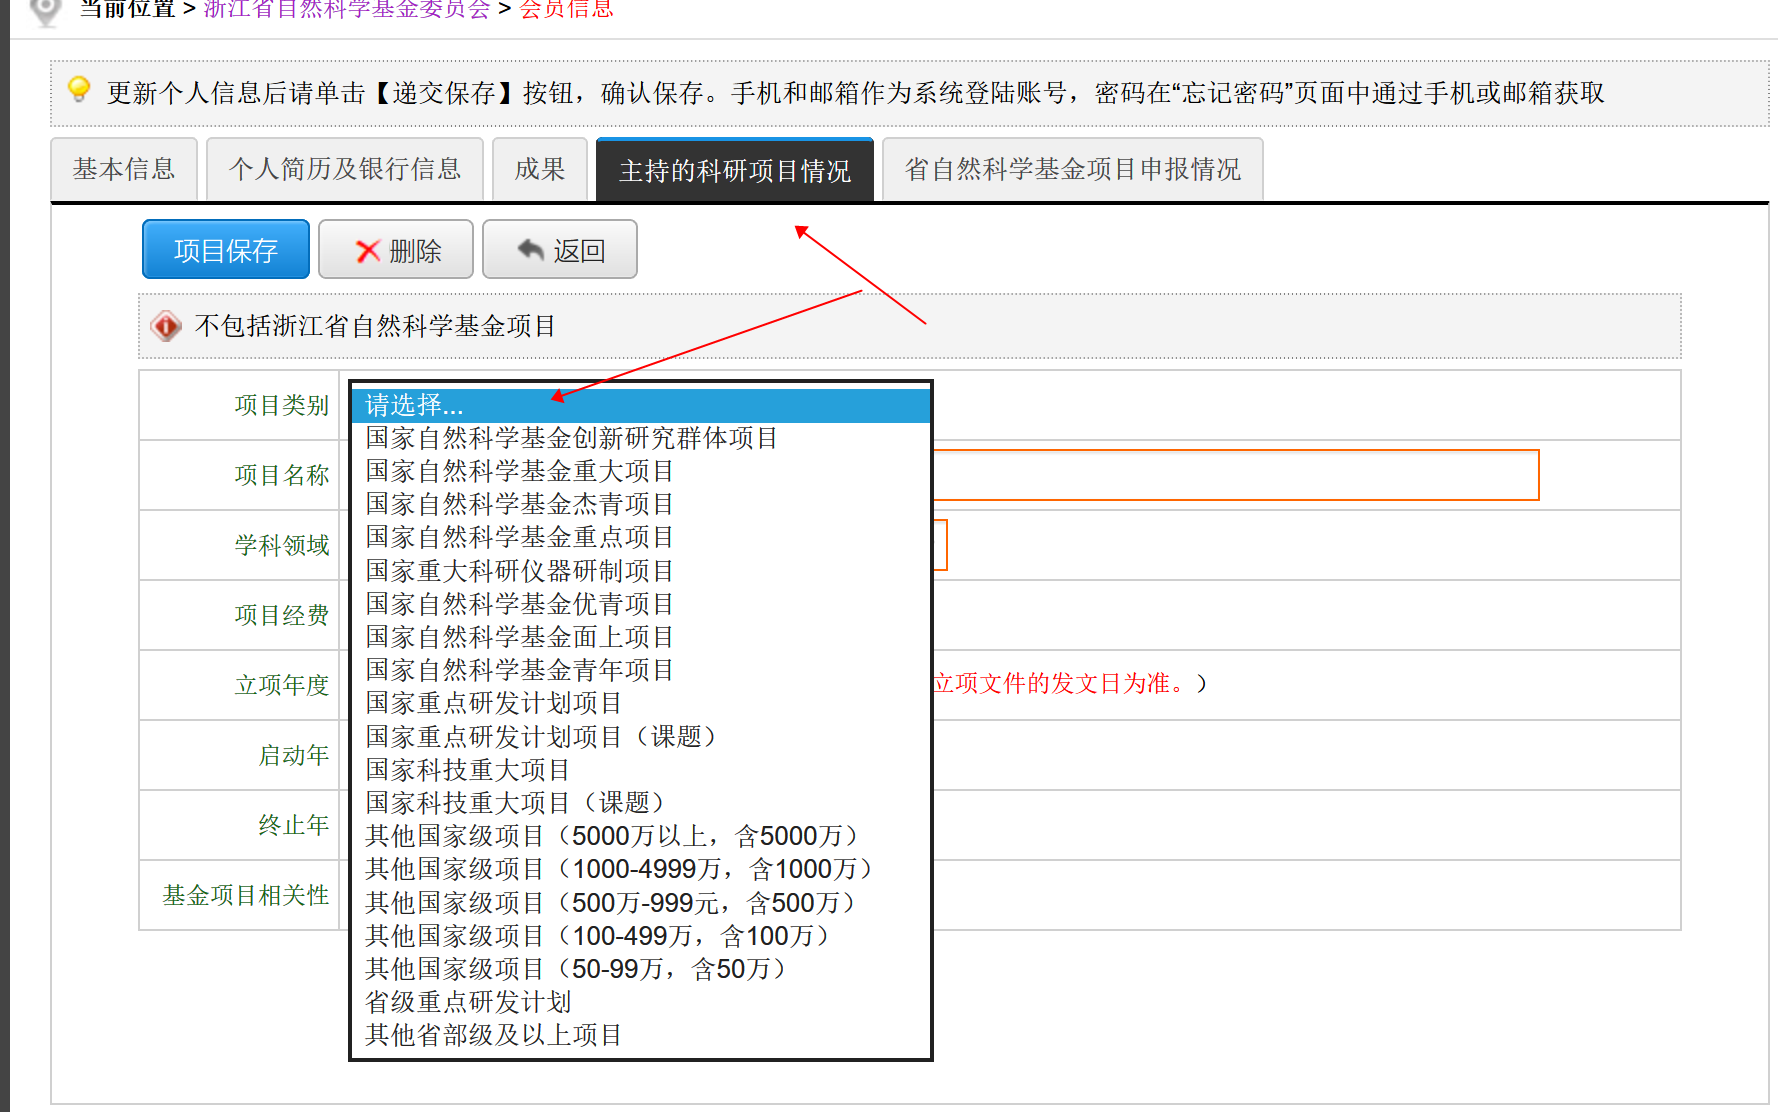 当前位置 > 浙江省自然科学基金委员会 > 会员信息
更新个人信息后请单击【递交保存】按钮，确认保存。手机和邮箱作为系统登陆账号，密码在“忘记密码”页面中通过手机或邮箱获取
基本信息 个人简历及银行信息 成果 主持的科研项目情况 省自然科学基金项目申报情况
项目保存 删除 返回
不包括浙江省自然科学基金项目
项目类别
请选择...
国家自然科学基金创新研究群体项目
项目名称
国家自然科学基金重大项目
国家自然科学基金杰青项目
学科领域
国家自然科学基金重点项目
国家重大科研仪器研制项目
项目经费
国家自然科学基金优青项目
国家自然科学基金面上项目
立项年度
国家自然科学基金青年项目
立项文件的发文日为准。）
国家重点研发计划项目
启动年
国家重点研发计划项目（课题）
国家科技重大项目
终止年
国家科技重大项目（课题）
其他国家级项目（5000万以上，含5000万）
其他国家级项目（1000-4999万，含1000万）
基金项目相关性
其他国家级项目（500万-999元，含500万）
其他国家级项目（100-499万，含100万）
其他国家级项目（50-99万，含50万）
省级重点研发计划
其他省部级及以上项目